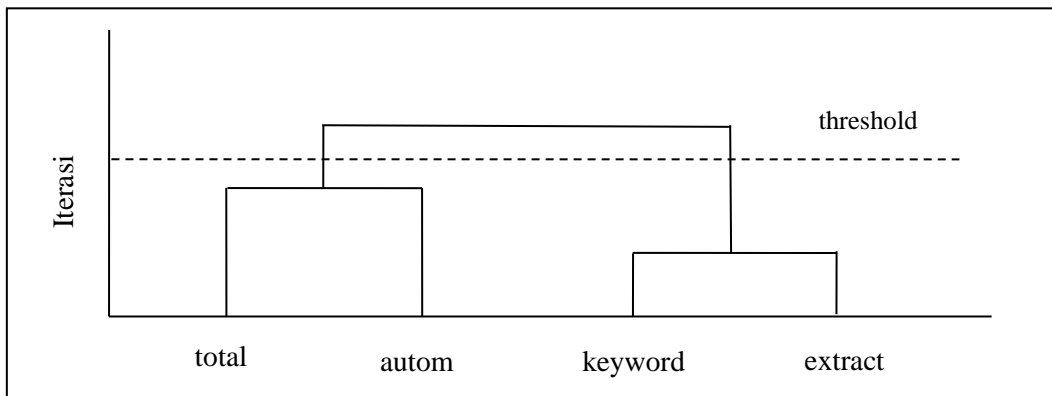 threshold
Iterasi
total
autom
keyword
extract